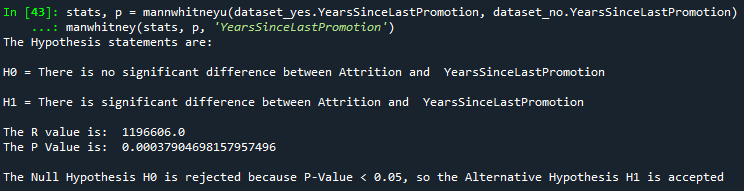 In [43]: stats, p = mannwhitneyu(dataset_yes.YearsSinceLastPromotion, dataset_no.YearsSinceLastPromotion)
...: manwhitney(stats, p, 'YearsSinceLastPromotion')
The Hypothesis statements are:
H0 = There is no significant difference between Attrition and  YearsSinceLastPromotion
H1 = There is significant difference between Attrition and  YearsSinceLastPromotion
The R value is:  1196606.0
The P Value is:  0.00037904698157957496
The Null Hypothesis H0 is rejected because P-Value < 0.05, so the Alternative Hypothesis H1 is accepted